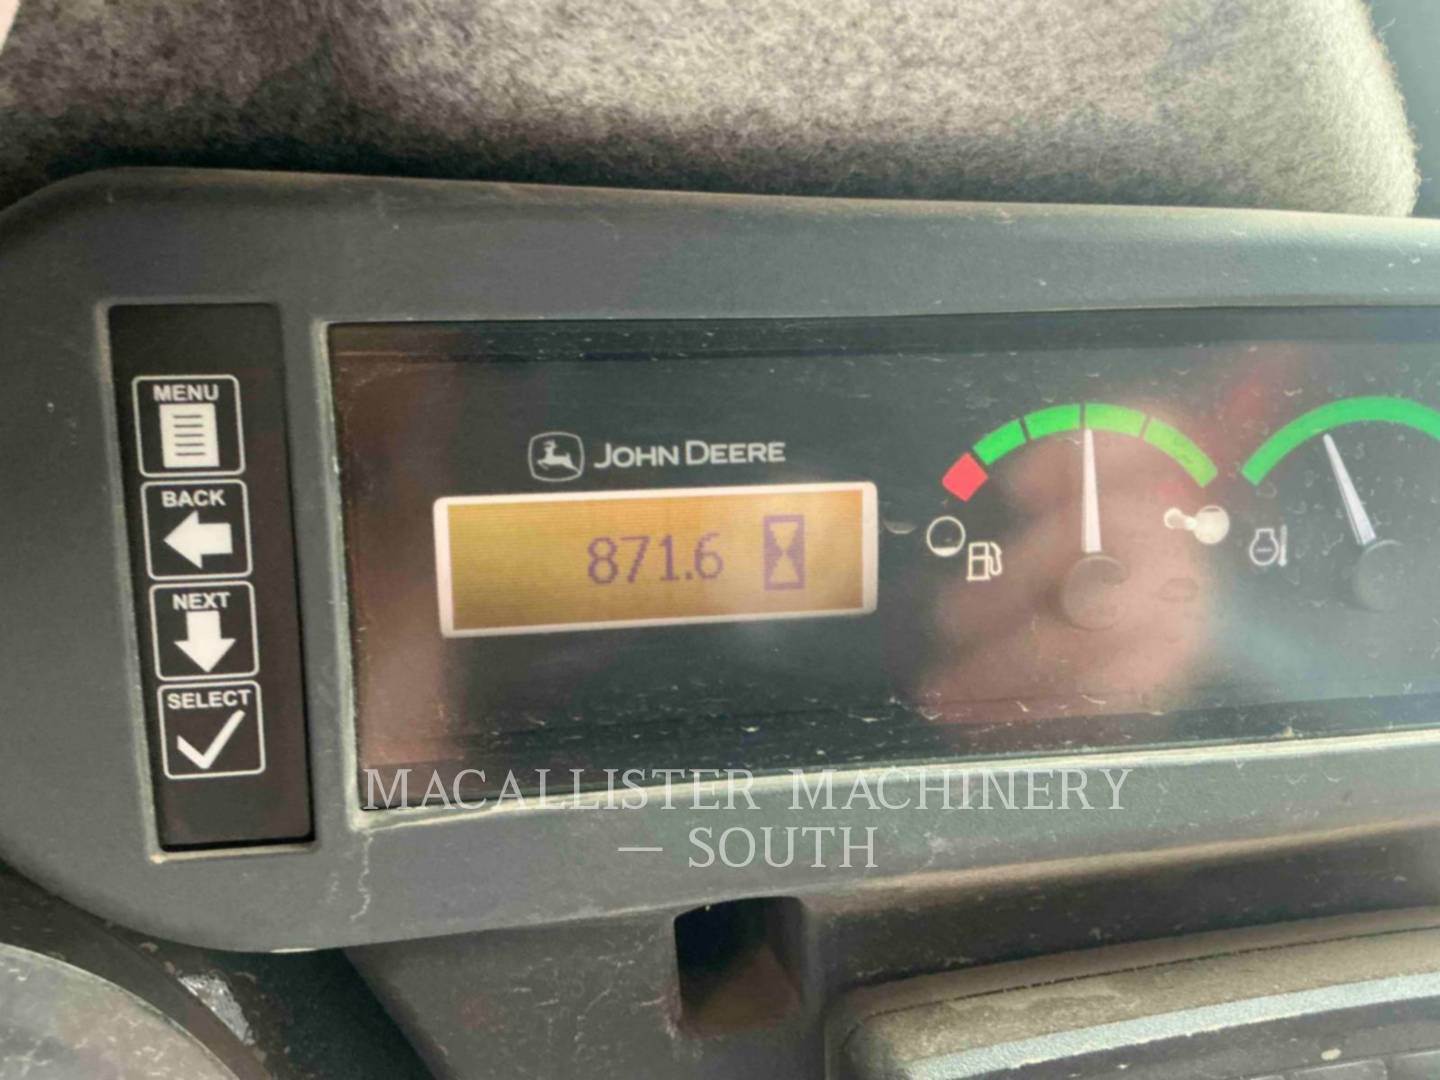 MENU
BACK
NEXT
SELECT
JOHN DEERE
871.6
MACALLISTER MACHINERY
— SOUTH